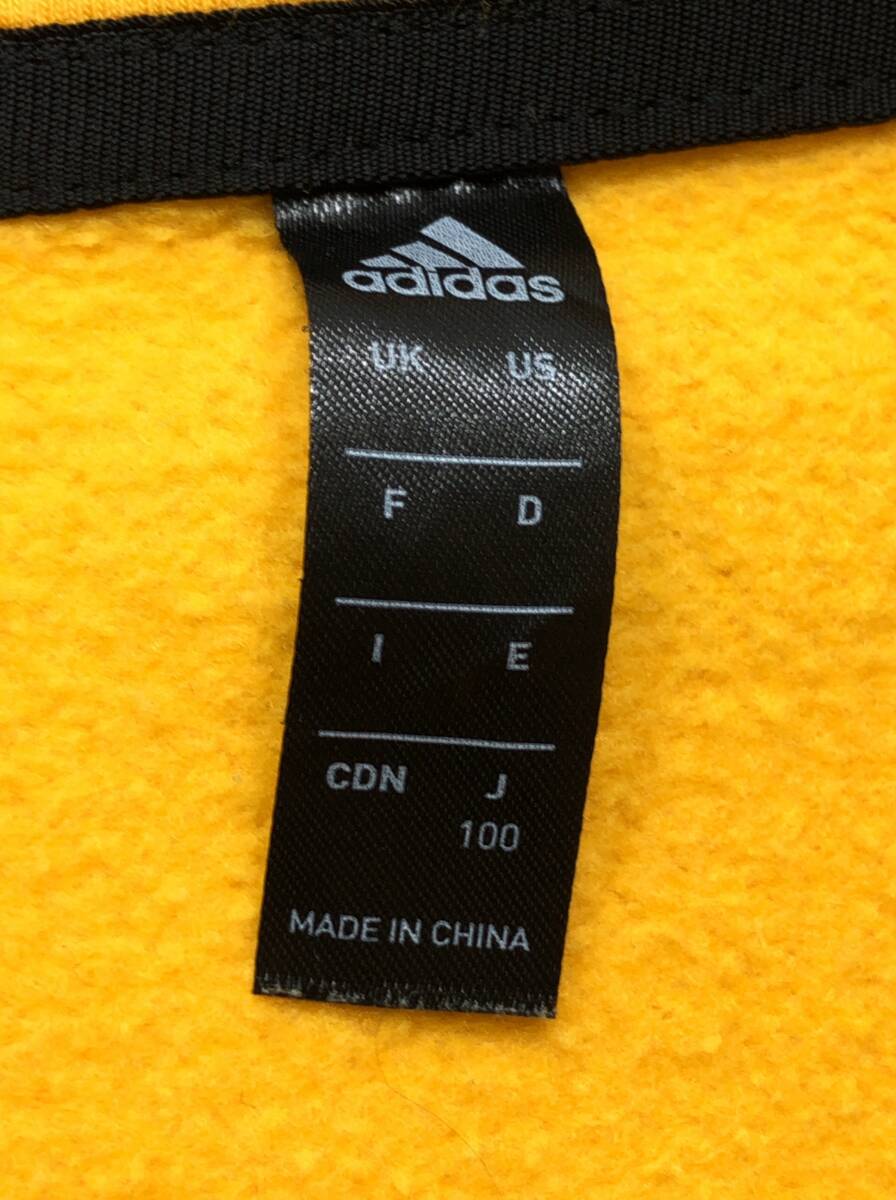 adidas
UK US
F D
I E
CDN J
100
MADE IN CHINA